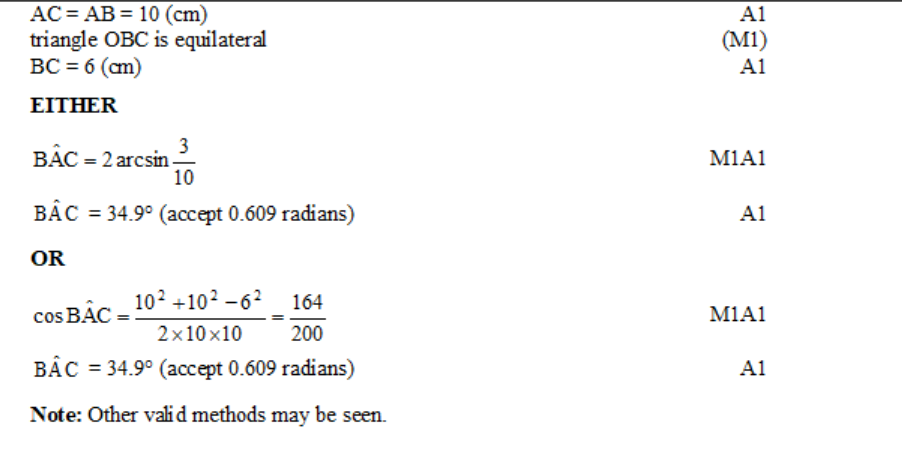 AC = AB = 10 (cm) A1
triangle OBC is equilateral (M1)
BC = 6 (cm) A1
EITHER
BÂC = 2 arcsin 3/10 M1A1
BÂC = 34.9° (accept 0.609 radians) A1
OR
cos BÂC = (10² + 10² − 6²)/(2 × 10 × 10) = 164/200 M1A1
BÂC = 34.9° (accept 0.609 radians) A1
Note: Other valid methods may be seen.